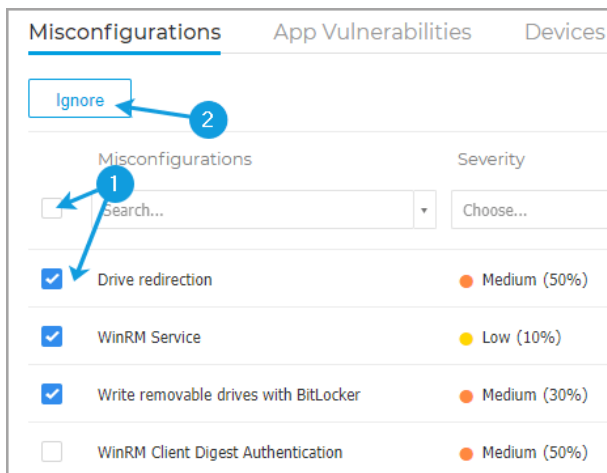 Misconfigurations App Vulnerabilities Devices
Ignore
2
Misconfigurations Severity
1
Search... Choose...
Drive redirection Medium (50%)
WinRM Service Low (10%)
Write removable drives with BitLocker Medium (30%)
WinRM Client Digest Authentication Medium (50%)